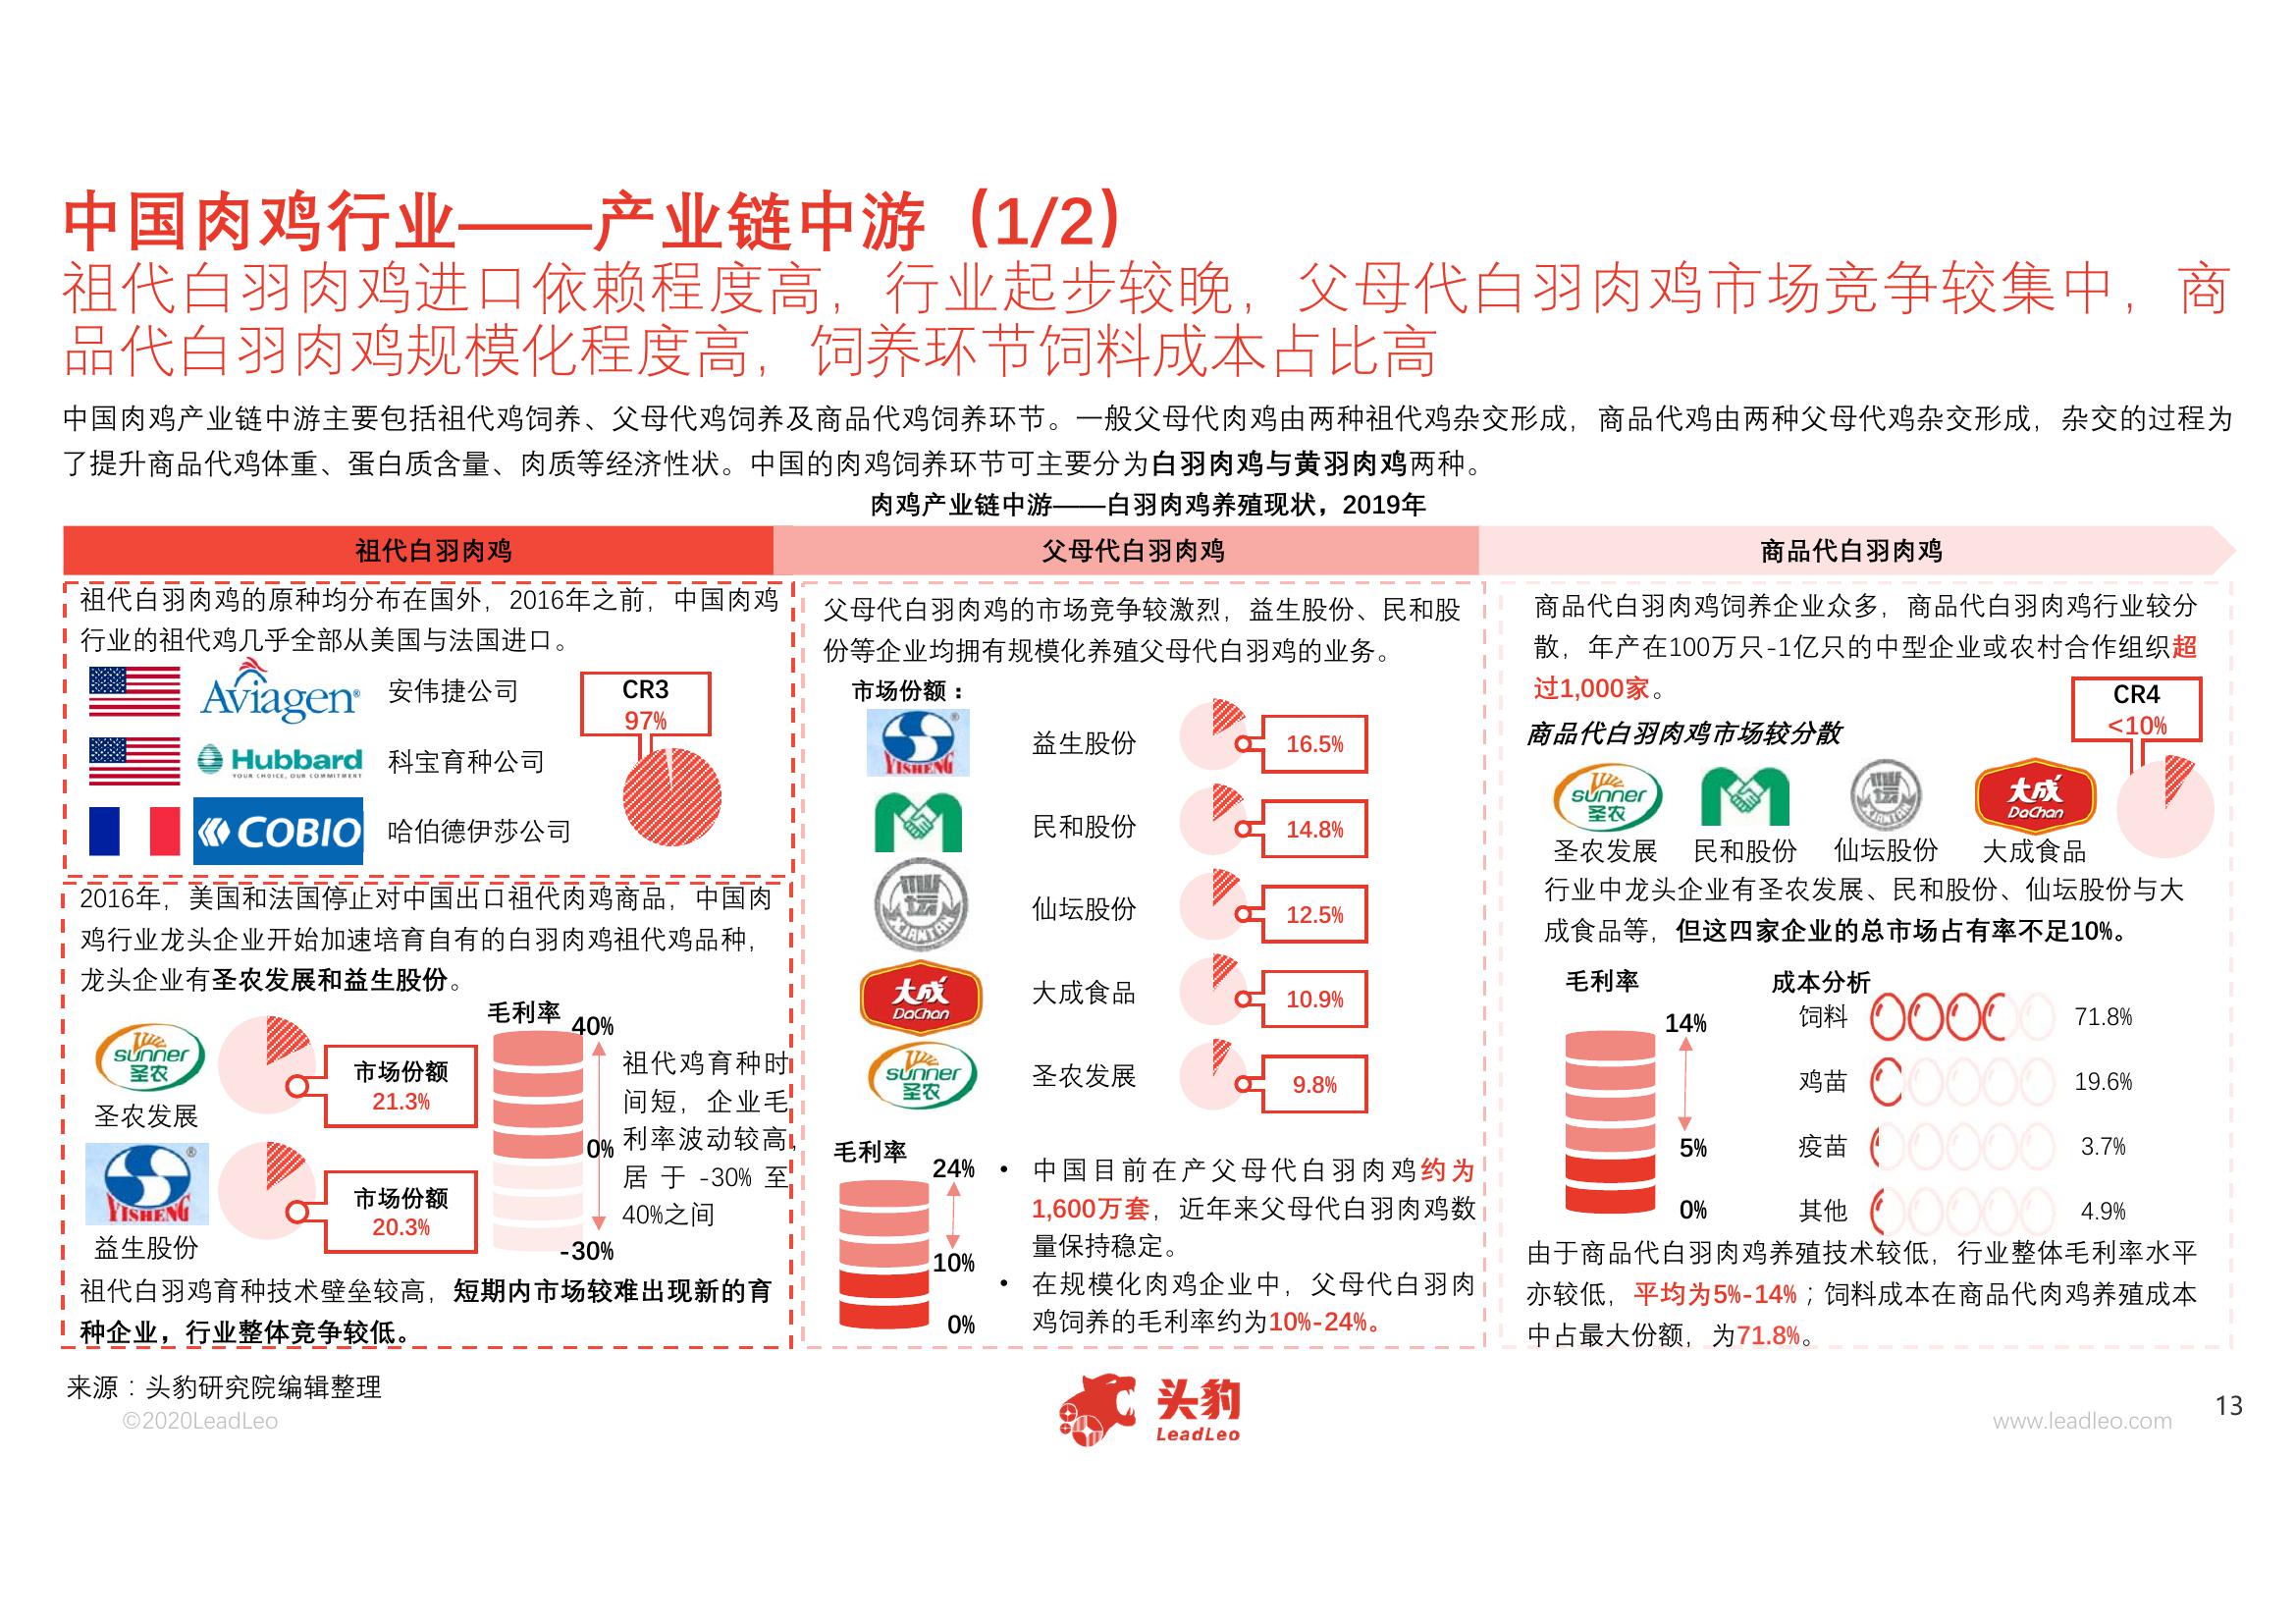 中国肉鸡行业——产业链中游（1/2）
祖代白羽肉鸡进口依赖程度高，行业起步较晚，父母代白羽肉鸡市场竞争较集中，商
品代白羽肉鸡规模化程度高，饲养环节饲料成本占比高
中国肉鸡产业链中游主要包括祖代鸡饲养、父母代鸡饲养及商品代鸡饲养环节。一般父母代肉鸡由两种祖代鸡杂交形成，商品代鸡由两种父母代鸡杂交形成，杂交的过程为
了提升商品代鸡体重、蛋白质含量、肉质等经济性状。中国的肉鸡饲养环节可主要分为白羽肉鸡与黄羽肉鸡两种。
肉鸡产业链中游——白羽肉鸡养殖现状，2019年
祖代白羽肉鸡
祖代白羽肉鸡的原种均分布在国外，2016年之前，中国肉鸡
行业的祖代鸡几乎全部从美国与法国进口。
Aviagen® 安伟捷公司
Hubbard
YOUR CHOICE, OUR COMMITMENT
科宝育种公司
COBIO 哈伯德伊莎公司
CR3
97%
2016年，美国和法国停止对中国出口祖代肉鸡商品，中国肉
鸡行业龙头企业开始加速培育自有的白羽肉鸡祖代鸡品种，
龙头企业有圣农发展和益生股份。
sunner
圣农
圣农发展
市场份额
21.3%
®
YISHENG
益生股份
市场份额
20.3%
毛利率
40%
0%
-30%
祖代鸡育种时
间短，企业毛
利率波动较高，
居于-30%至
40%之间
祖代白羽鸡育种技术壁垒较高，短期内市场较难出现新的育
种企业，行业整体竞争较低。
父母代白羽肉鸡
父母代白羽肉鸡的市场竞争较激烈，益生股份、民和股
份等企业均拥有规模化养殖父母代白羽鸡的业务。
市场份额：
®
YISHENG
益生股份 16.5%
民和股份 14.8%
XIANTAN
仙坛股份 12.5%
大成
DaChan
大成食品 10.9%
sunner
圣农
圣农发展 9.8%
毛利率
24%
10%
0%
• 中国目前在产父母代白羽肉鸡约为
1,600万套，近年来父母代白羽肉鸡数
量保持稳定。
• 在规模化肉鸡企业中，父母代白羽肉
鸡饲养的毛利率约为10%-24%。
商品代白羽肉鸡
商品代白羽肉鸡饲养企业众多，商品代白羽肉鸡行业较分
散，年产在100万只-1亿只的中型企业或农村合作组织超
过1,000家。
CR4
<10%
商品代白羽肉鸡市场较分散
sunner
圣农
XIANTAN
大成
DaChan
圣农发展 民和股份 仙坛股份 大成食品
行业中龙头企业有圣农发展、民和股份、仙坛股份与大
成食品等，但这四家企业的总市场占有率不足10%。
毛利率
14%
5%
0%
成本分析
饲料 71.8%
鸡苗 19.6%
疫苗 3.7%
其他 4.9%
由于商品代白羽肉鸡养殖技术较低，行业整体毛利率水平
亦较低，平均为5%-14%；饲料成本在商品代肉鸡养殖成本
中占最大份额，为71.8%。
来源：头豹研究院编辑整理
©2020LeadLeo
头豹
LeadLeo
www.leadleo.com
13